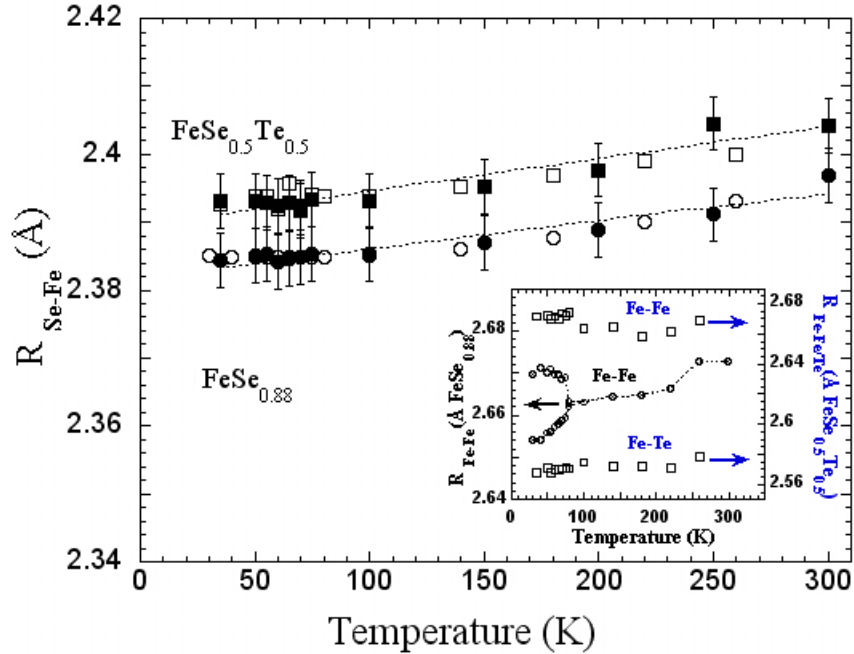 2.42
2.4
2.38
2.36
2.34
R Se-Fe (Å)
FeSe0.5Te0.5
FeSe0.88
0 50 100 150 200 250 300
Temperature (K)
2.68
2.66
2.64
R Fe-Fe (Å FeSe0.88)
Fe-Fe
Fe-Fe
Fe-Te
2.68
2.64
2.6
2.56
R Fe-Fe/Te (Å FeSe0.5Te0.5)
0 100 200 300
Temperature (K)